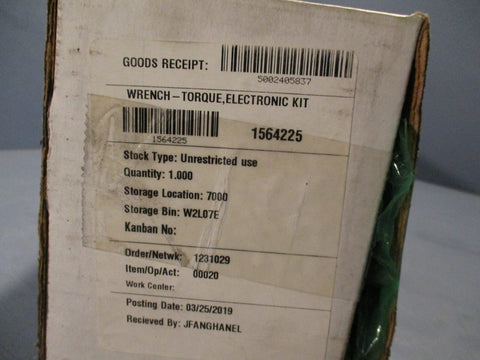 GOODS RECEIPT:
5002405837
WRENCH-TORQUE,ELECTRONIC KIT
1564225 1564225
Stock Type: Unrestricted use
Quantity: 1.000
Storage Location: 7000
Storage Bin: W2L07E
Kanban No:
Order/Netwk: 1231029
Item/Op/Act: 00020
Work Center:
Posting Date: 03/25/2019
Recieved By: JFANGHANEL